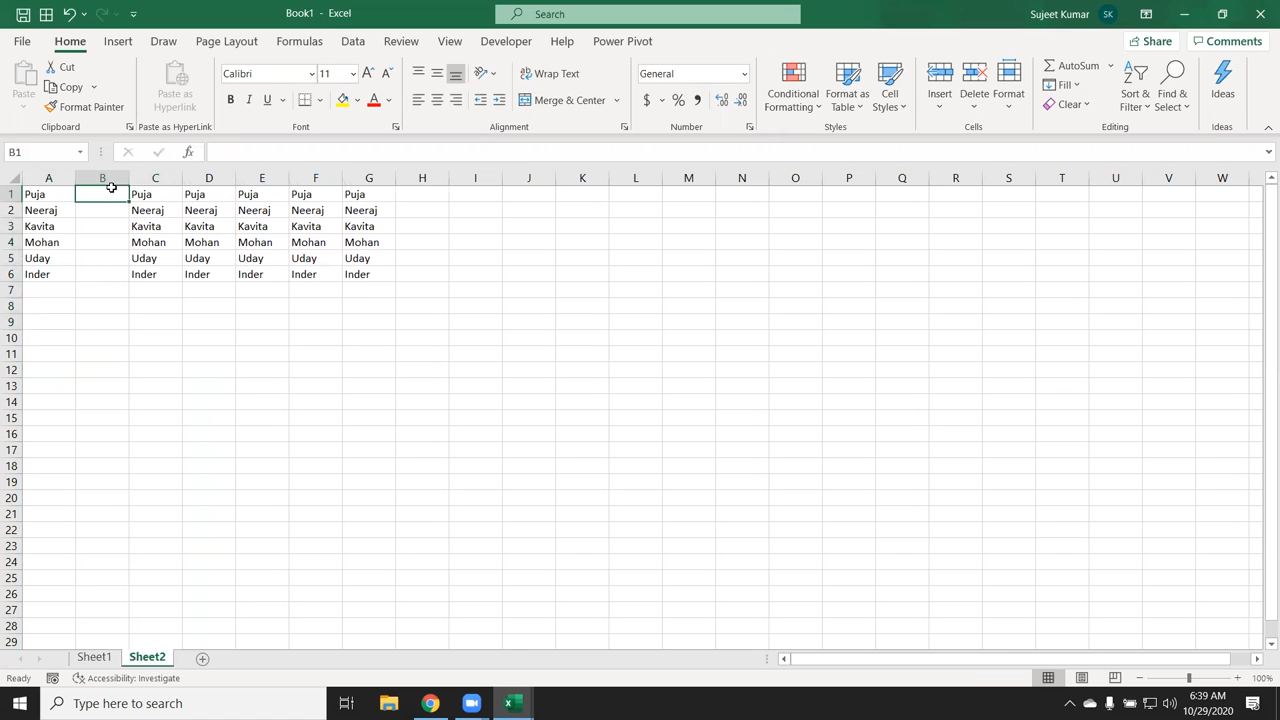 Book1 - Excel
Search
Sujeet Kumar
SK
File
Home
Insert
Draw
Page Layout
Formulas
Data
Review
View
Developer
Help
Power Pivot
Share
Comments
Paste
Cut
Copy
Format Painter
Clipboard
Paste as
Hyperlink
Paste as HyperLink
Calibri
11
B I U
Font
Wrap Text
Merge & Center
Alignment
General
$ %
Number
Conditional
Formatting
Format as
Table
Cell
Styles
Styles
Insert
Delete
Format
Cells
AutoSum
Fill
Clear
Sort &
Filter
Find &
Select
Editing
Ideas
Ideas
B1
fx
A B C D E F G H I J K L M N O P Q R S T U V W
1 Puja Puja Puja Puja Puja Puja
2 Neeraj Neeraj Neeraj Neeraj Neeraj Neeraj
3 Kavita Kavita Kavita Kavita Kavita Kavita
4 Mohan Mohan Mohan Mohan Mohan Mohan
5 Uday Uday Uday Uday Uday Uday
6 Inder Inder Inder Inder Inder Inder
7
8
9
10
11
12
13
14
15
16
17
18
19
20
21
22
23
24
25
26
27
28
29
Sheet1
Sheet2
Ready
Accessibility: Investigate
100%
Type here to search
6:39 AM
10/29/2020